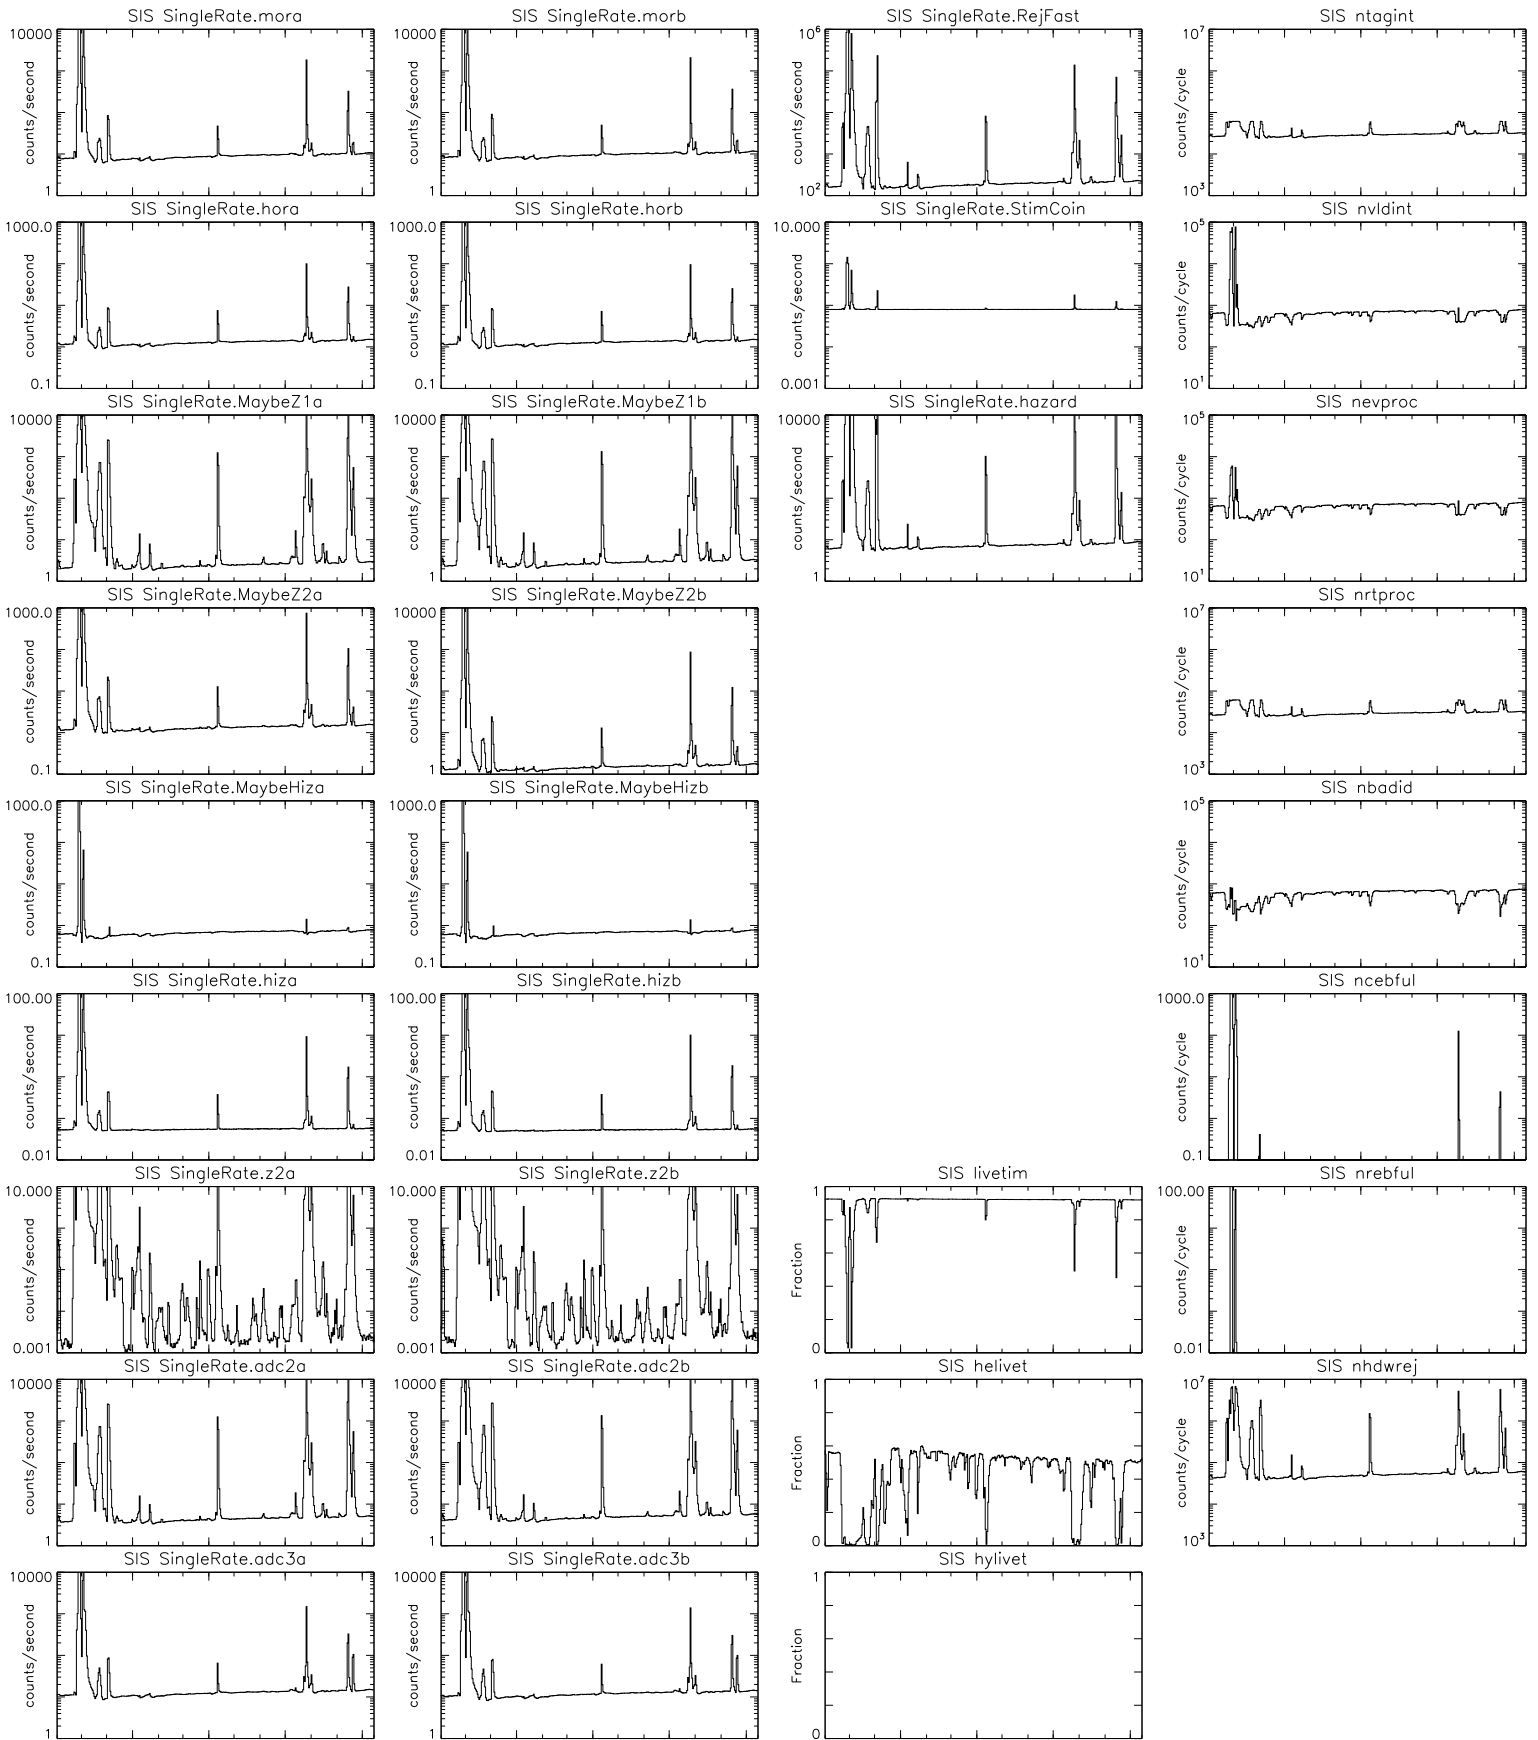 SIS SingleRate.mora
10000
counts/second
1
SIS SingleRate.morb
10000
counts/second
1
SIS SingleRate.RejFast
10⁶
counts/second
10²
SIS ntagint
10⁷
counts/cycle
10³
SIS SingleRate.hora
1000.0
counts/second
0.1
SIS SingleRate.horb
1000.0
counts/second
0.1
SIS SingleRate.StimCoin
10.000
counts/second
0.001
SIS nvldint
10⁵
counts/cycle
10¹
SIS SingleRate.MaybeZ1a
10000
counts/second
1
SIS SingleRate.MaybeZ1b
10000
counts/second
1
SIS SingleRate.hazard
10000
counts/second
1
SIS nevproc
10⁵
counts/cycle
10¹
SIS SingleRate.MaybeZ2a
1000.0
counts/second
0.1
SIS SingleRate.MaybeZ2b
10000
counts/second
1
SIS nrtproc
10⁷
counts/cycle
10³
SIS SingleRate.MaybeHiza
1000.0
counts/second
0.1
SIS SingleRate.MaybeHizb
1000.0
counts/second
0.1
SIS nbadid
10⁵
counts/cycle
10¹
SIS SingleRate.hiza
100.00
counts/second
0.01
SIS SingleRate.hizb
100.00
counts/second
0.01
SIS ncebful
1000.0
counts/cycle
0.1
SIS SingleRate.z2a
10.000
counts/second
0.001
SIS SingleRate.z2b
10.000
counts/second
0.001
SIS livetim
1
Fraction
0
SIS nrebful
100.00
counts/cycle
0.01
SIS SingleRate.adc2a
10000
counts/second
1
SIS SingleRate.adc2b
10000
counts/second
1
SIS helivet
1
Fraction
0
SIS nhdwrej
10⁷
counts/cycle
10³
SIS SingleRate.adc3a
10000
counts/second
1
SIS SingleRate.adc3b
10000
counts/second
1
SIS hylivet
1
Fraction
0